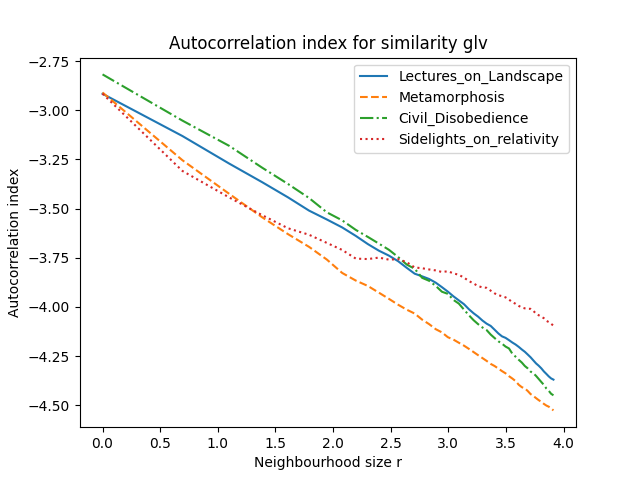 Autocorrelation index for similarity glv
Autocorrelation index
−2.75
−3.00
−3.25
−3.50
−3.75
−4.00
−4.25
−4.50
Lectures_on_Landscape
Metamorphosis
Civil_Disobedience
Sidelights_on_relativity
0.0 0.5 1.0 1.5 2.0 2.5 3.0 3.5 4.0
Neighbourhood size r